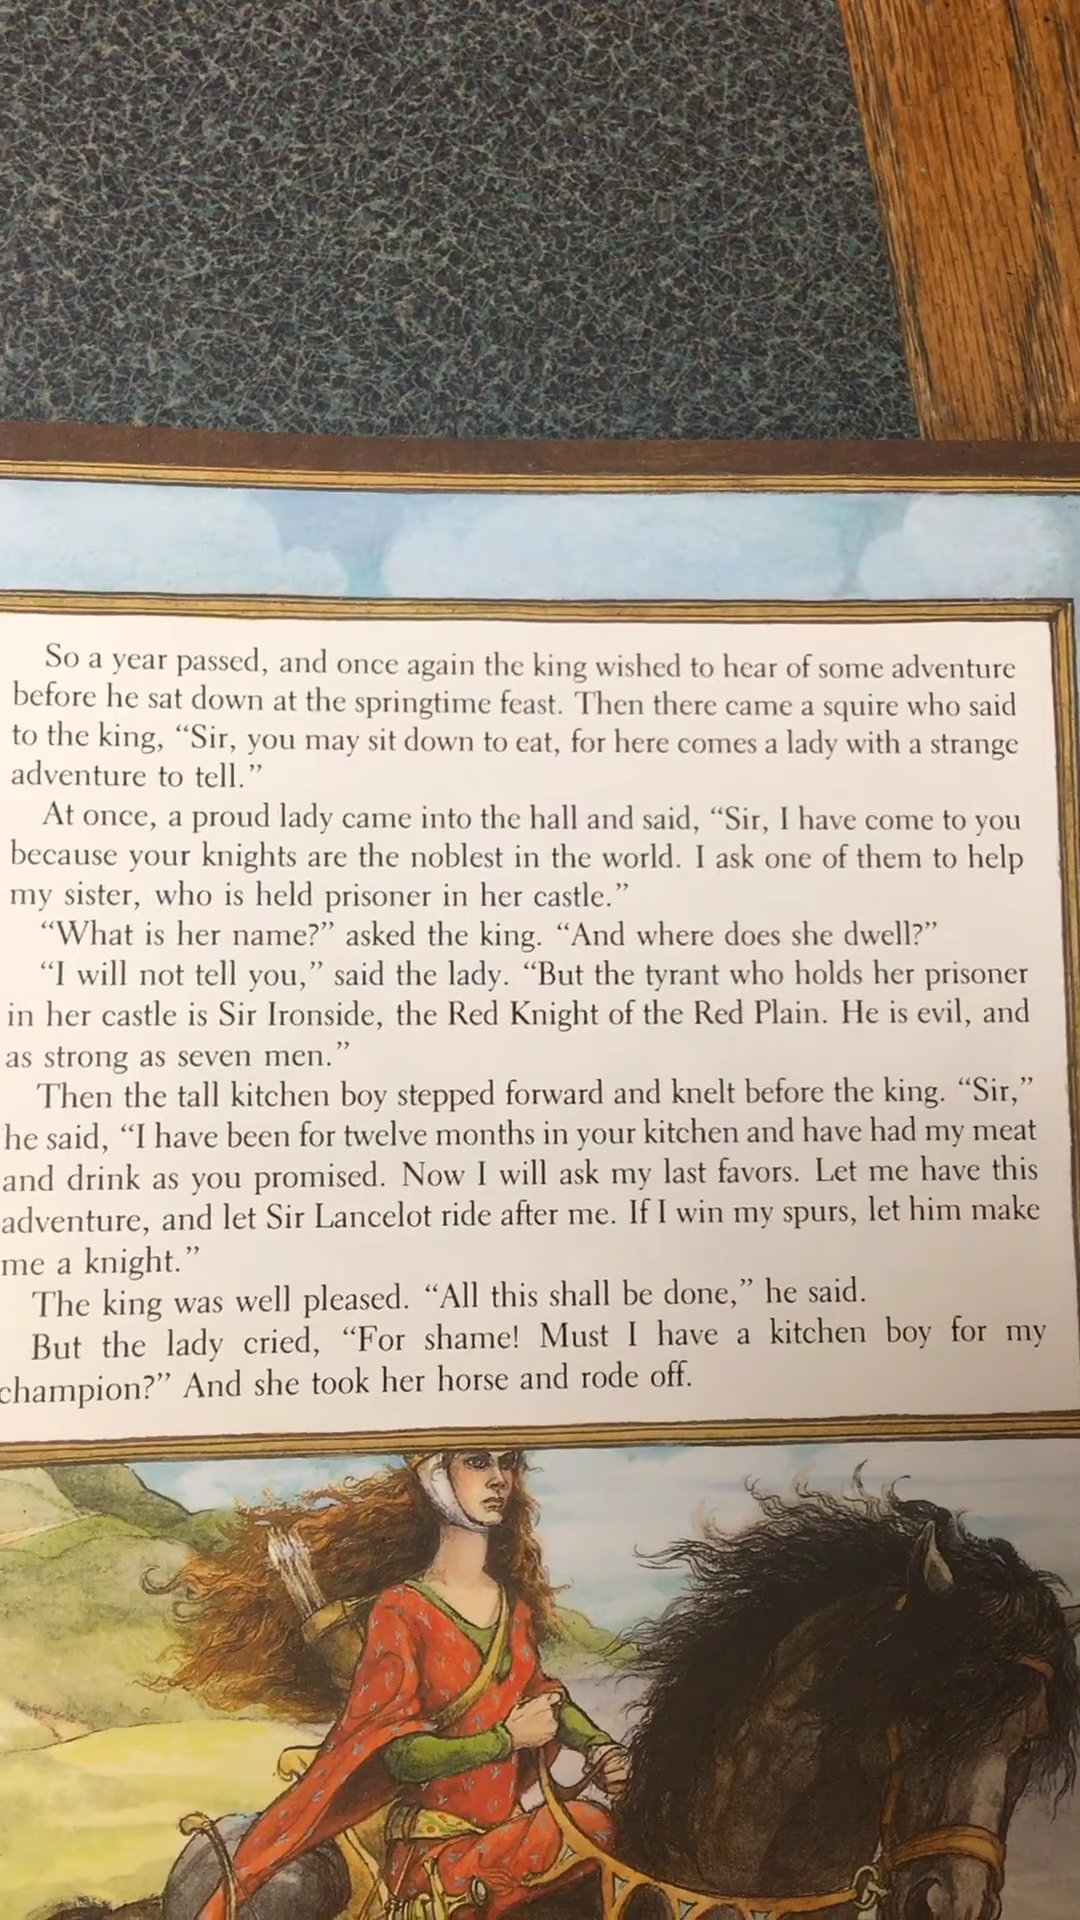 So a year passed, and once again the king wished to hear of some adventure
before he sat down at the springtime feast. Then there came a squire who said
to the king, “Sir, you may sit down to eat, for here comes a lady with a strange
adventure to tell.”
At once, a proud lady came into the hall and said, “Sir, I have come to you
because your knights are the noblest in the world. I ask one of them to help
my sister, who is held prisoner in her castle.”
“What is her name?” asked the king. “And where does she dwell?”
“I will not tell you,” said the lady. “But the tyrant who holds her prisoner
in her castle is Sir Ironside, the Red Knight of the Red Plain. He is evil, and
as strong as seven men.”
Then the tall kitchen boy stepped forward and knelt before the king. “Sir,”
he said, “I have been for twelve months in your kitchen and have had my meat
and drink as you promised. Now I will ask my last favors. Let me have this
adventure, and let Sir Lancelot ride after me. If I win my spurs, let him make
me a knight.”
The king was well pleased. “All this shall be done,” he said.
But the lady cried, “For shame! Must I have a kitchen boy for my
champion?” And she took her horse and rode off.